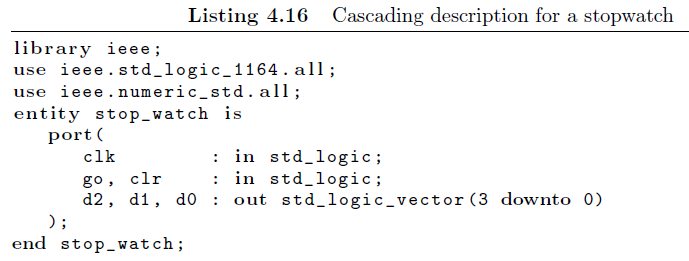 Listing 4.16 Cascading description for a stopwatch
library ieee;
use ieee.std_logic_1164.all;
use ieee.numeric_std.all;
entity stop_watch is
   port(
      clk        : in std_logic;
      go, clr    : in std_logic;
      d2, d1, d0 : out std_logic_vector(3 downto 0)
   );
end stop_watch;